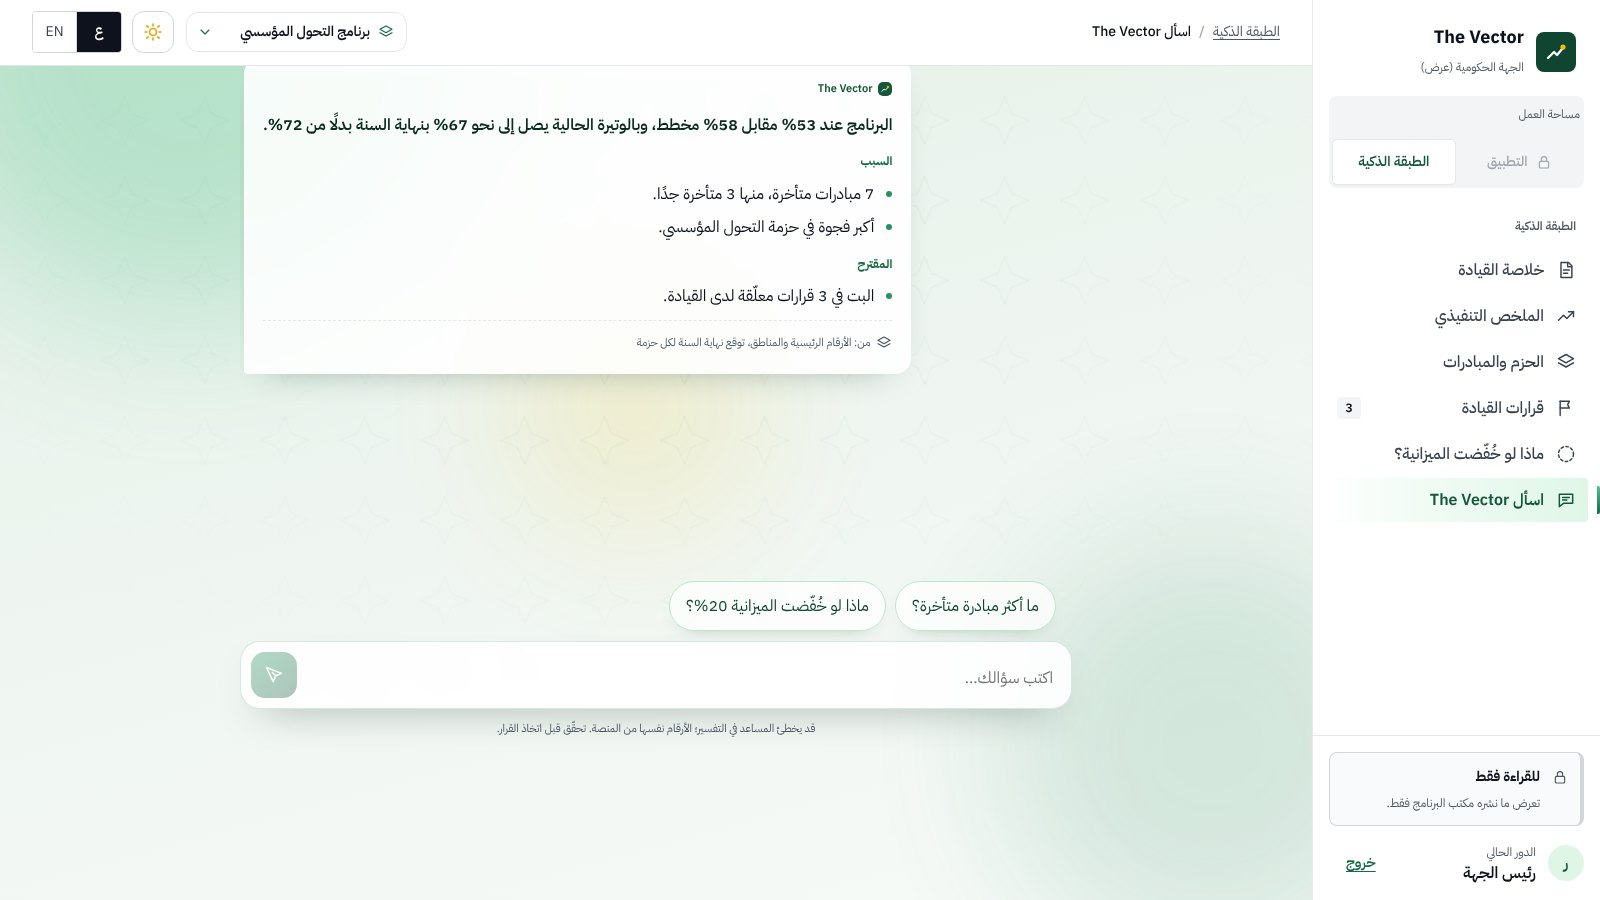 The Vector
الجهة الحكومية (عرض)
مساحة العمل
التطبيق
الطبقة الذكية
الطبقة الذكية
خلاصة القيادة
الملخص التنفيذي
الحزم والمبادرات
قرارات القيادة
3
ماذا لو خُفّضت الميزانية؟
اسأل The Vector
للقراءة فقط
تعرض ما نشره مكتب البرنامج فقط.
ر
الدور الحالي
رئيس الجهة
خروج
الطبقة الذكية / اسأل The Vector
برنامج التحول المؤسسي
ع
EN
The Vector
البرنامج عند 53% مقابل 58% مخطط، وبالوتيرة الحالية يصل إلى نحو 67% بنهاية السنة بدلًا من 72%.
السبب
7 مبادرات متأخرة، منها 3 متأخرة جدًا.
أكبر فجوة في حزمة التحول المؤسسي.
المقترح
البت في 3 قرارات معلّقة لدى القيادة.
من: الأرقام الرئيسية والمناطق، توقع نهاية السنة لكل حزمة
ما أكثر مبادرة متأخرة؟
ماذا لو خُفّضت الميزانية 20%؟
اكتب سؤالك...
قد يخطئ المساعد في التفسير؛ الأرقام نفسها من المنصة. تحقّق قبل اتخاذ القرار.